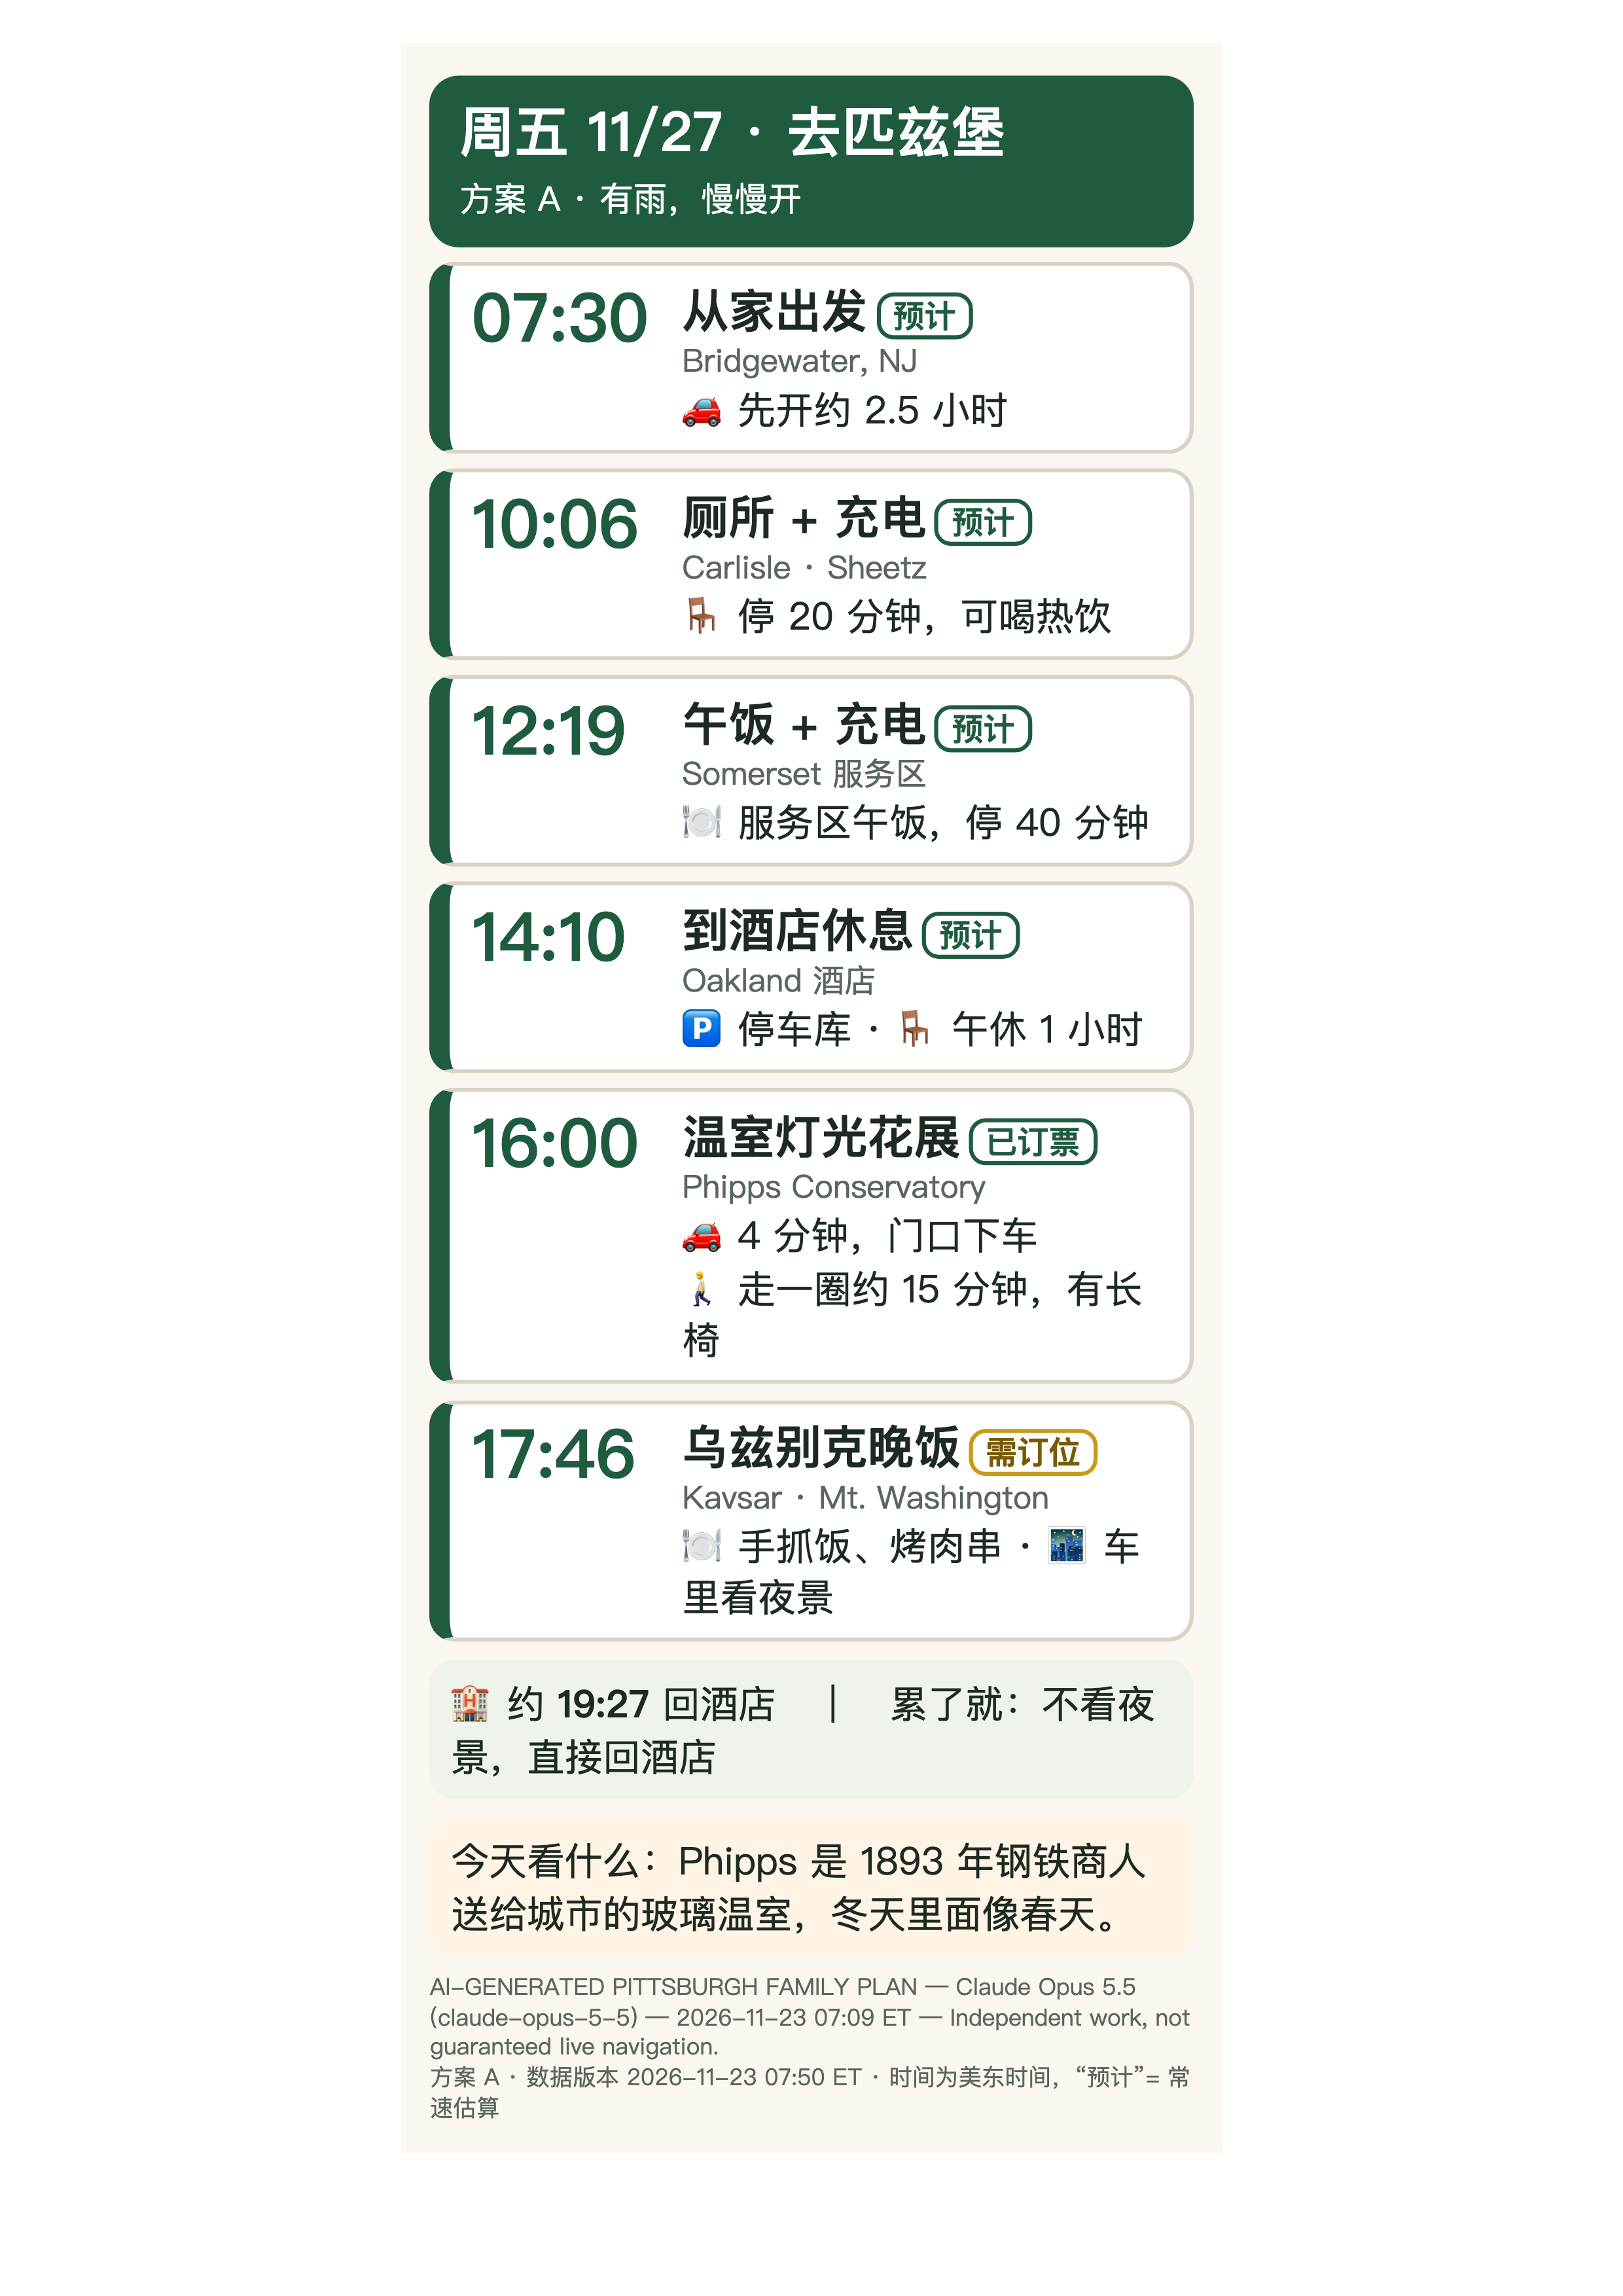 周五 11/27 · 去匹兹堡
方案 A · 有雨，慢慢开
07:30 从家出发 预计
Bridgewater, NJ
先开约 2.5 小时
10:06 厕所 + 充电 预计
Carlisle · Sheetz
停 20 分钟，可喝热饮
12:19 午饭 + 充电 预计
Somerset 服务区
服务区午饭，停 40 分钟
14:10 到酒店休息 预计
Oakland 酒店
P 停车库 · 午休 1 小时
16:00 温室灯光花展 已订票
Phipps Conservatory
4 分钟，门口下车
走一圈约 15 分钟，有长
椅
17:46 乌兹别克晚饭 需订位
Kavsar · Mt. Washington
手抓饭、烤肉串 · 车
里看夜景
约 19:27 回酒店 ｜ 累了就：不看夜
景，直接回酒店
今天看什么：Phipps 是 1893 年钢铁商人
送给城市的玻璃温室，冬天里面像春天。
AI-GENERATED PITTSBURGH FAMILY PLAN — Claude Opus 5.5
(claude-opus-5-5) — 2026-11-23 07:09 ET — Independent work, not
guaranteed live navigation.
方案 A · 数据版本 2026-11-23 07:50 ET · 时间为美东时间，“预计”= 常
速估算